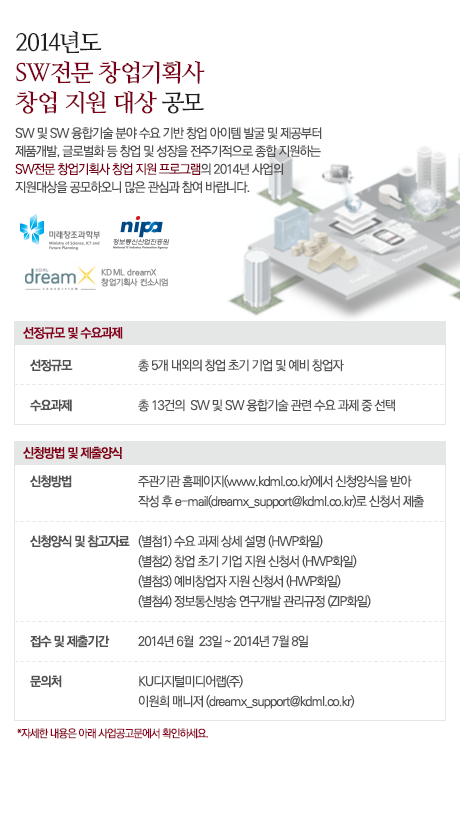 2014년도
SW전문 창업기획사
창업 지원 대상 공모
SW 및 SW 융합기술 분야 수요 기반 창업 아이템 발굴 및 제공부터
제품개발, 글로벌화 등 창업 및 성장을 전주기적으로 종합 지원하는
SW전문 창업기획사 창업 지원 프로그램의 2014년 사업의
지원대상을 공모하오니 많은 관심과 참여 바랍니다.
미래창조과학부
Ministry of Science, ICT and
Future Planning
nipa
정보통신산업진흥원
National IT Industry Promotion Agency
KDML
dreamX
CONSORTIUM
KDML dreamX
창업기획사 컨소시엄
선정규모 및 수요과제
선정규모 총 5개 내외의 창업 초기 기업 및 예비 창업자
수요과제 총 13건의 SW 및 SW 융합기술 관련 수요 과제 중 선택
신청방법 및 제출양식
신청방법 주관기관 홈페이지(www.kdml.co.kr)에서 신청양식을 받아
작성 후 e-mail(dreamx_support@kdml.co.kr)로 신청서 제출
신청양식 및 참고자료 (별첨1) 수요 과제 상세 설명 (HWP화일)
(별첨2) 창업 초기 기업 지원 신청서 (HWP화일)
(별첨3) 예비창업자 지원 신청서 (HWP화일)
(별첨4) 정보통신방송 연구개발 관리규정 (ZIP화일)
접수 및 제출기간 2014년 6월 23일 ~ 2014년 7월 8일
문의처 KU디지털미디어랩(주)
이원희 매니저 (dreamx_support@kdml.co.kr)
*자세한 내용은 아래 사업공고문에서 확인하세요.